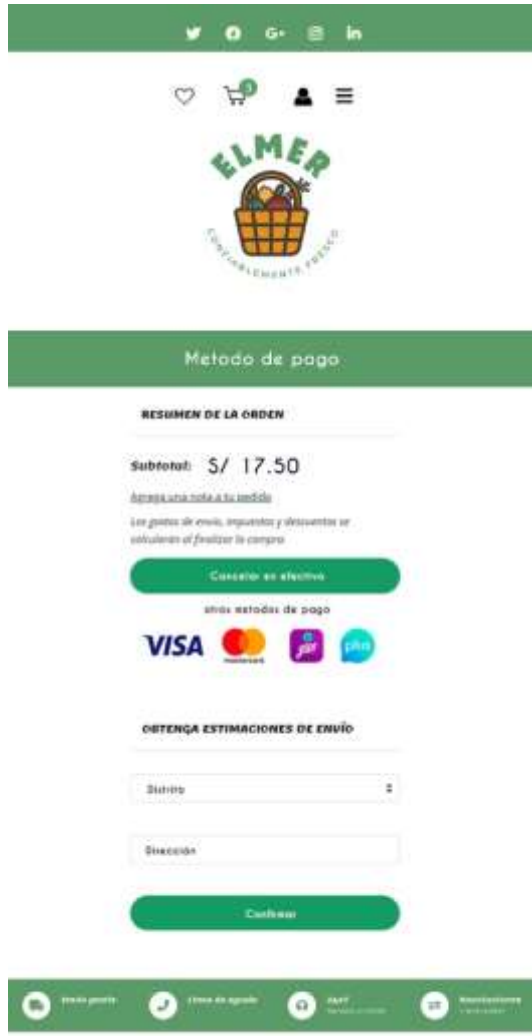 3
ELMER
CONFIABLEMENTE FRESCO
Metodo de pago
RESUMEN DE LA ORDEN
Subtotal: S/ 17.50
Agrega una nota a tu pedido
Los gastos de envío, impuestos y descuentos se
calcularán al finalizar la compra
Cancelar en efectivo
otros metodos de pago
VISA
mastercard
plin
OBTENGA ESTIMACIONES DE ENVÍO
Distrito
Dirección
Confirmar
Envío gratis
Línea de ayuda
24/7